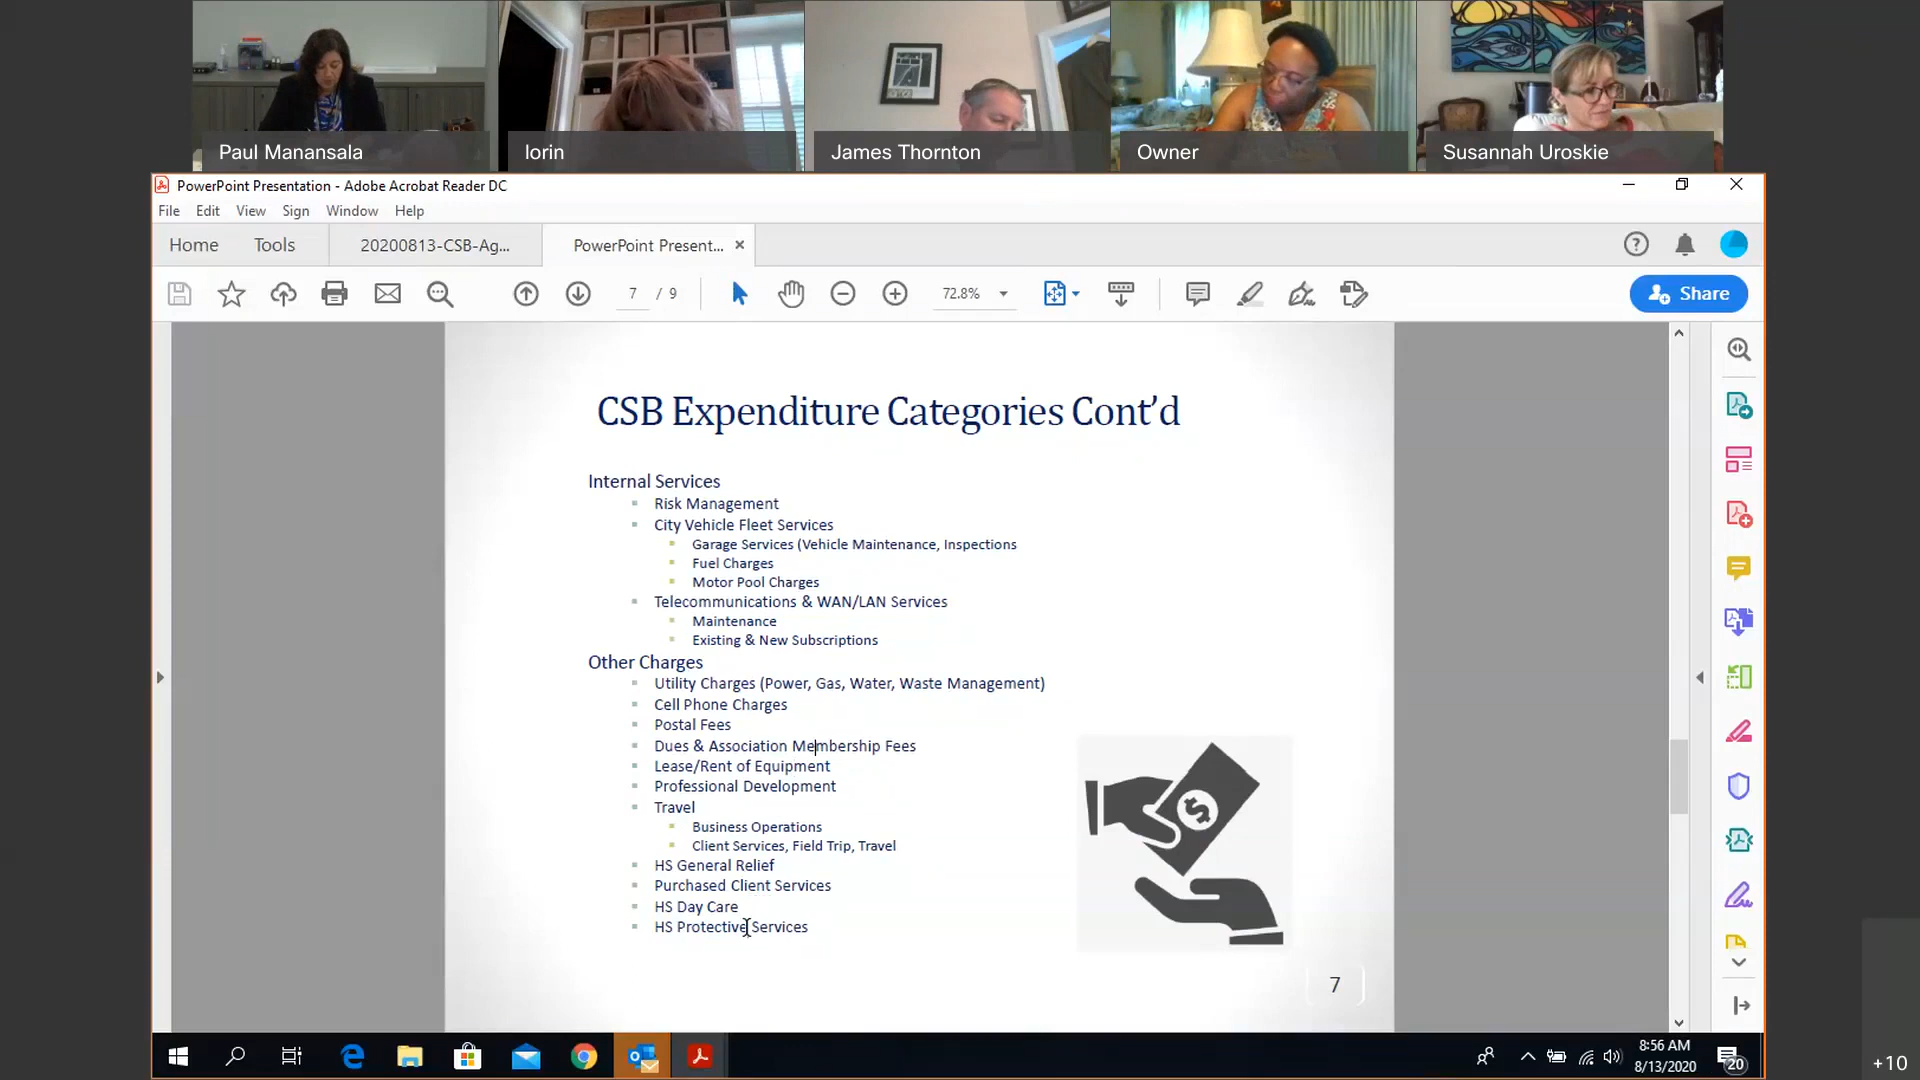 Paul Manansala
lorin
James Thornton
Owner
Susannah Uroskie
PowerPoint Presentation - Adobe Acrobat Reader DC
File Edit View Sign Window Help
Home Tools 20200813-CSB-Ag... PowerPoint Present...
7 / 9 72.8% Share
CSB Expenditure Categories Cont’d
Internal Services
Risk Management
City Vehicle Fleet Services
Garage Services (Vehicle Maintenance, Inspections
Fuel Charges
Motor Pool Charges
Telecommunications & WAN/LAN Services
Maintenance
Existing & New Subscriptions
Other Charges
Utility Charges (Power, Gas, Water, Waste Management)
Cell Phone Charges
Postal Fees
Dues & Association Membership Fees
Lease/Rent of Equipment
Professional Development
Travel
Business Operations
Client Services, Field Trip, Travel
HS General Relief
Purchased Client Services
HS Day Care
HS Protective Services
$
7
8:56 AM
8/13/2020
20
+10